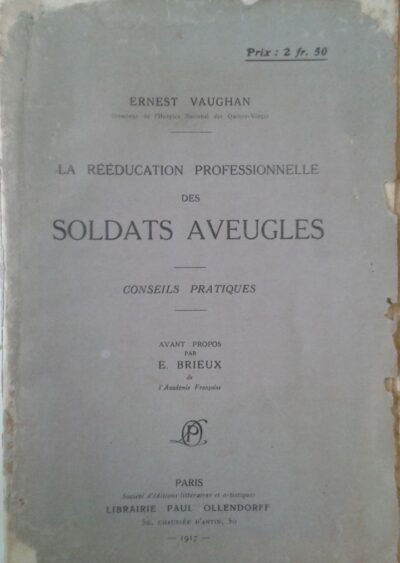 Prix : 2 fr. 50
ERNEST VAUGHAN
Directeur de l'Hospice National des Quinze-Vingts
LA RÉÉDUCATION PROFESSIONNELLE
DES
SOLDATS AVEUGLES
CONSEILS PRATIQUES
AVANT PROPOS
PAR
E. BRIEUX
de
l'Académie Française
PARIS
Société d'éditions littéraires et artistiques
LIBRAIRIE PAUL OLLENDORFF
50, CHAUSSÉE D'ANTIN, 50
— 1917 —